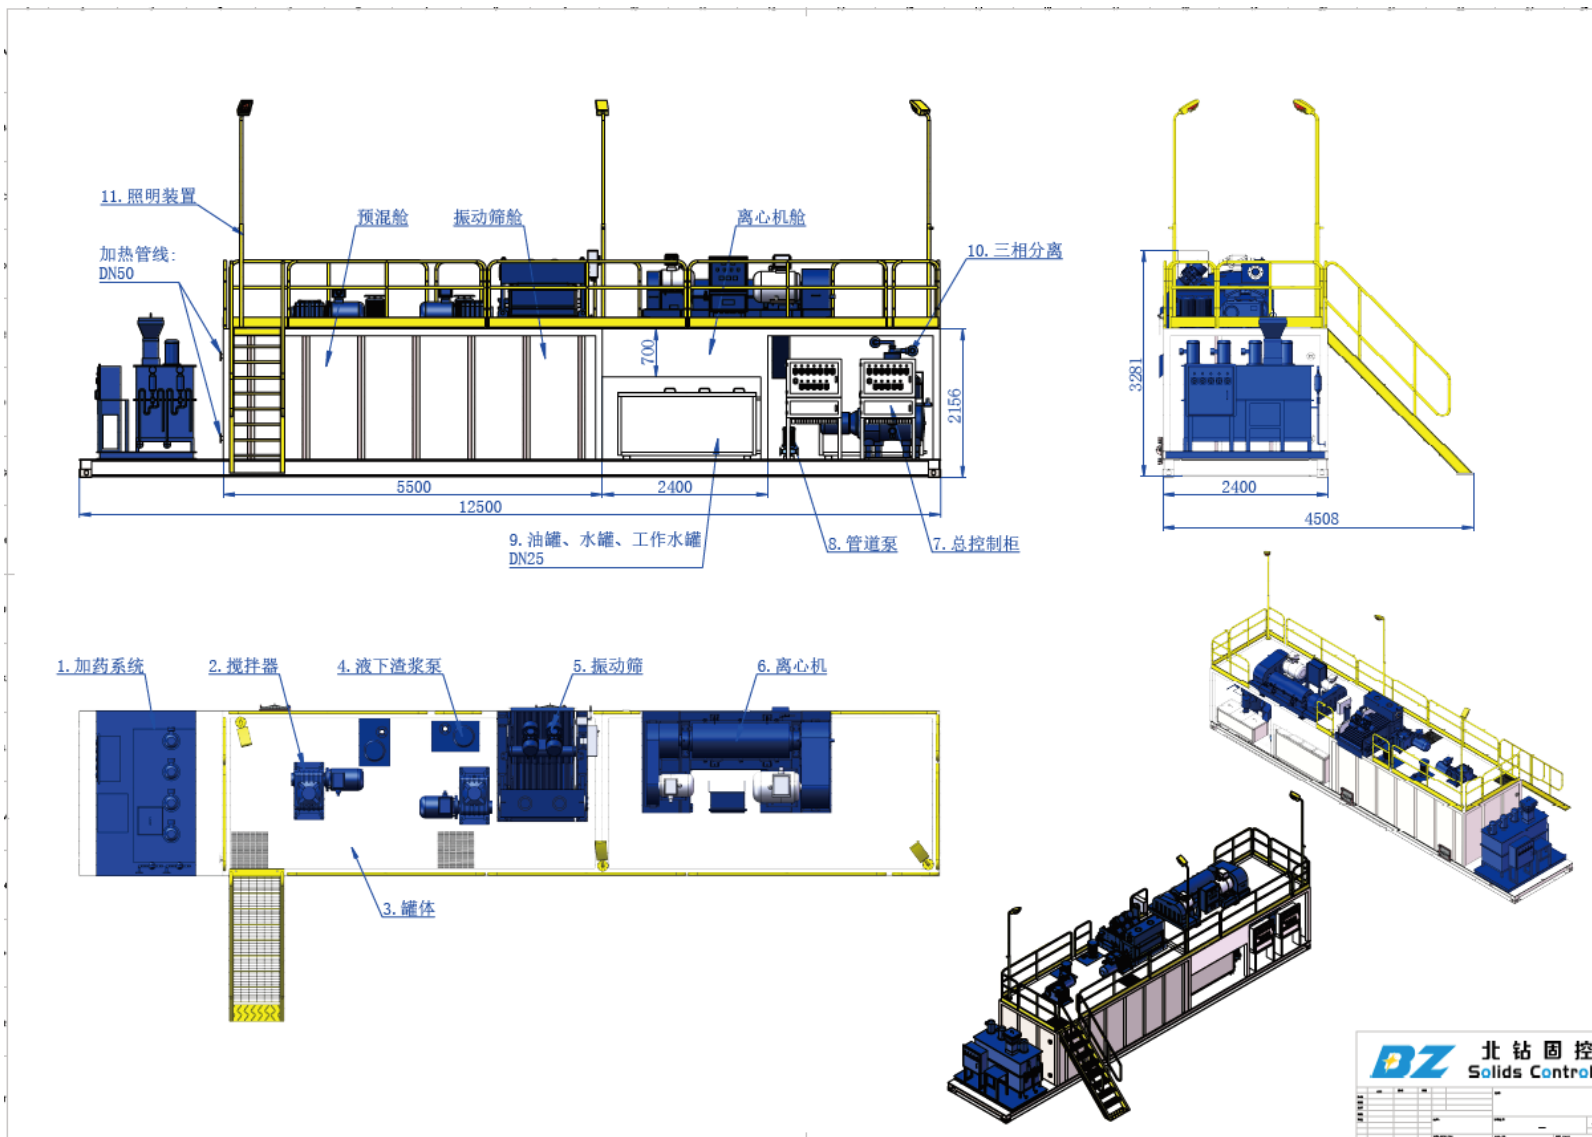 11.照明装置
预混舱
振动筛舱
离心机舱
加热管线:
DN50
10.三相分离
700
2156
3281
5500
2400
12500
2400
4508
9.油罐、水罐、工作水罐
DN25
8.管道泵
7.总控制柜
1.加药系统
2.搅拌器
4.液下渣浆泵
5.振动筛
6.离心机
3.罐体
BZ
北钻固控
Solids Control